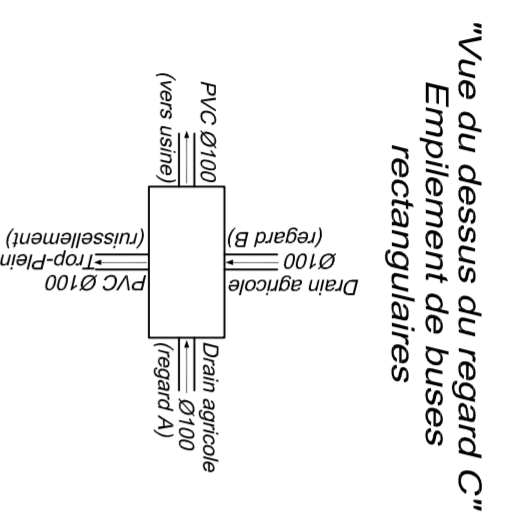 "Vue du dessus du regard C"
Empilement de buses
rectangulaires
PVC Ø100
(vers usine)
Drain agricole
Ø100
(regard B)
PVC Ø100
Trop-Plein
(ruissellement)
Drain agricole
Ø100
(regard A)